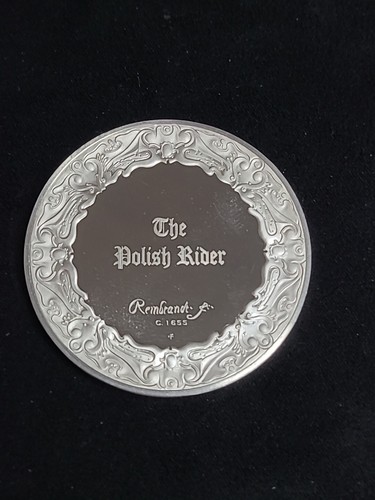 The
Polish Rider
Rembrandt. f.
C. 1655